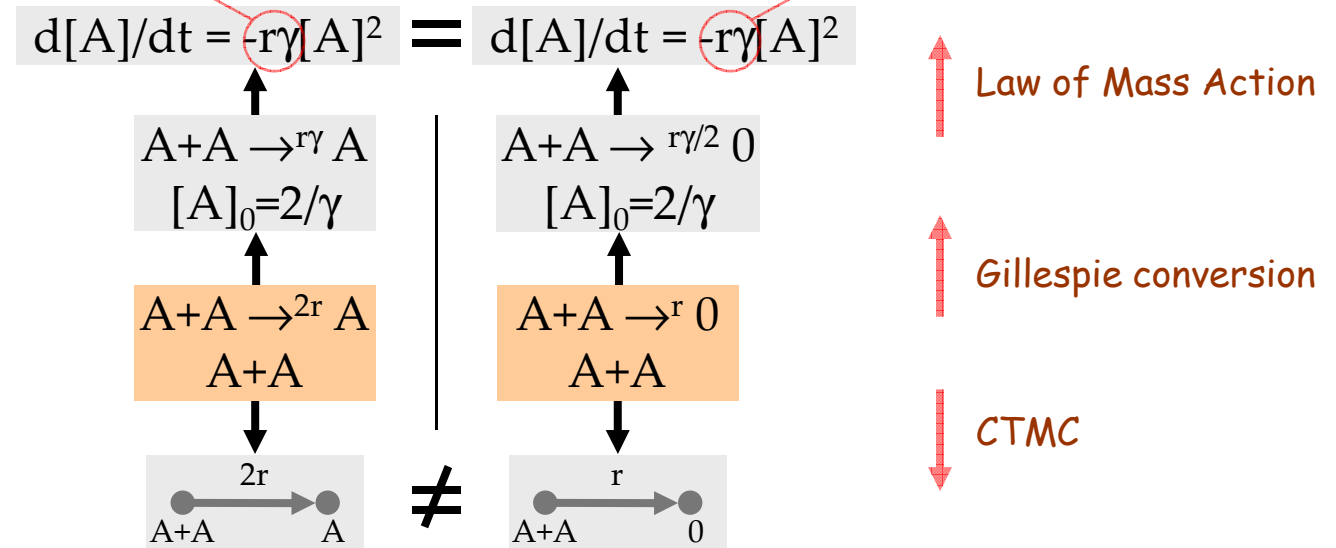 d[A]/dt = -rγ[A]² = d[A]/dt = -rγ[A]²
Law of Mass Action
A+A →ʳᵞ A
[A]₀=2/γ
A+A → ʳᵞ/² 0
[A]₀=2/γ
Gillespie conversion
A+A →²ʳ A
A+A
A+A →ʳ 0
A+A
CTMC
2r
A+A A
≠
r
A+A 0